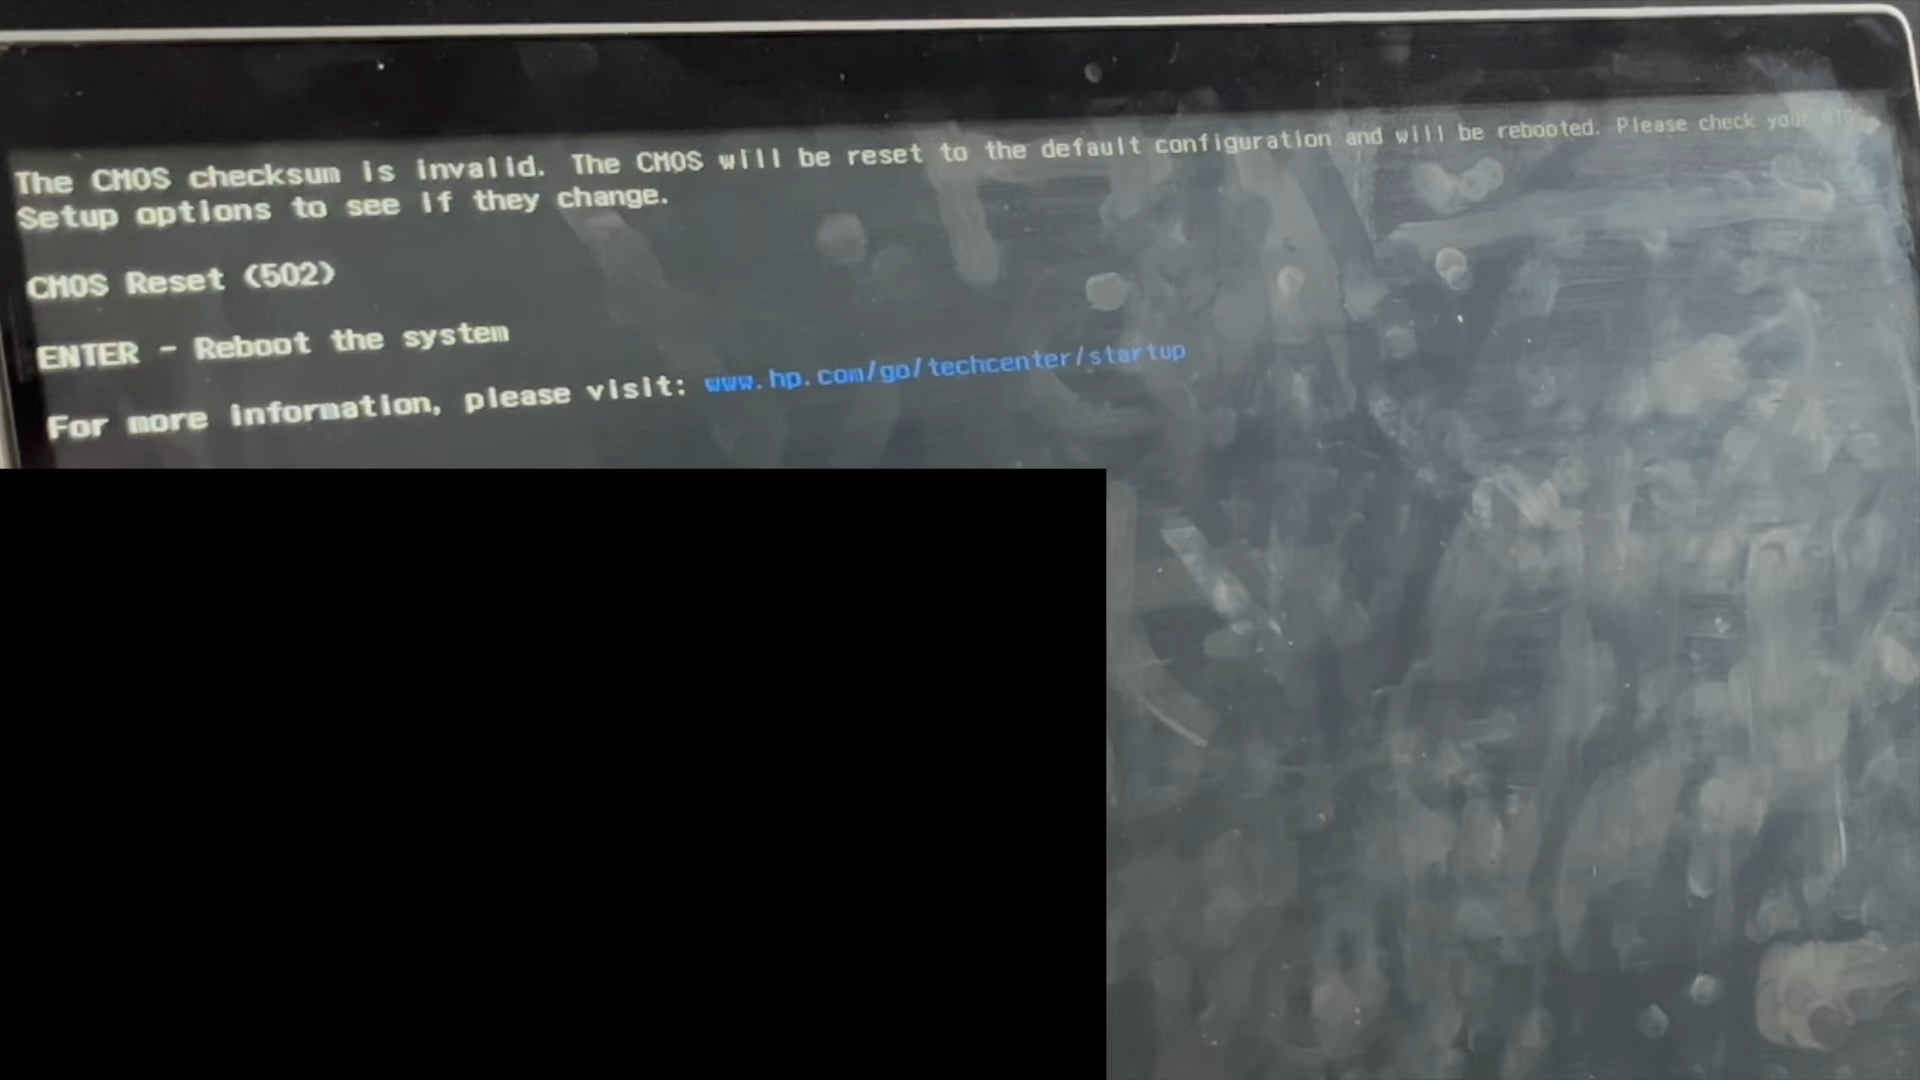 The CMOS checksum is invalid. The CMOS will be reset to the default configuration and will be rebooted. Please check your BIOS
Setup options to see if they change.
CMOS Reset (502)
ENTER - Reboot the system
For more information, please visit: www.hp.com/go/techcenter/startup